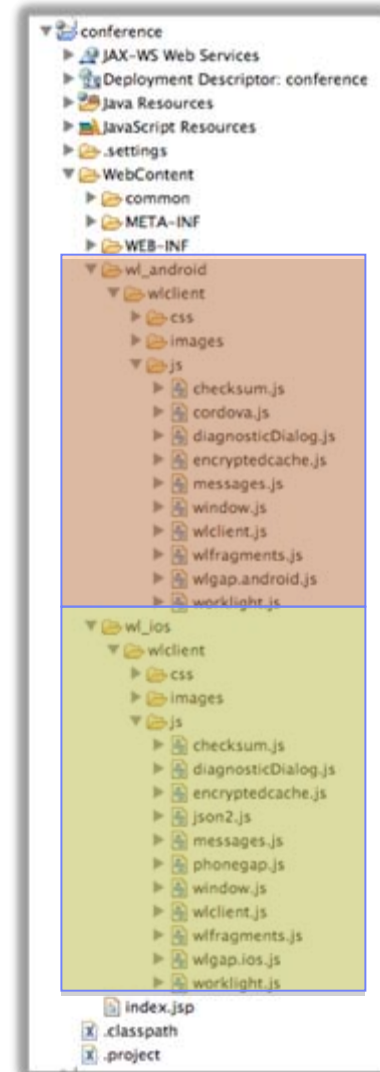 conference
JAX-WS Web Services
Deployment Descriptor: conference
Java Resources
JavaScript Resources
.settings
WebContent
common
META-INF
WEB-INF
wl_android
wlclient
css
images
js
checksum.js
cordova.js
diagnosticDialog.js
encryptedcache.js
messages.js
window.js
wlclient.js
wlfragments.js
wlgap.android.js
worklight.js
wl_ios
wlclient
css
images
js
checksum.js
diagnosticDialog.js
encryptedcache.js
json2.js
messages.js
phonegap.js
window.js
wlclient.js
wlfragments.js
wlgap.ios.js
worklight.js
index.jsp
.classpath
.project